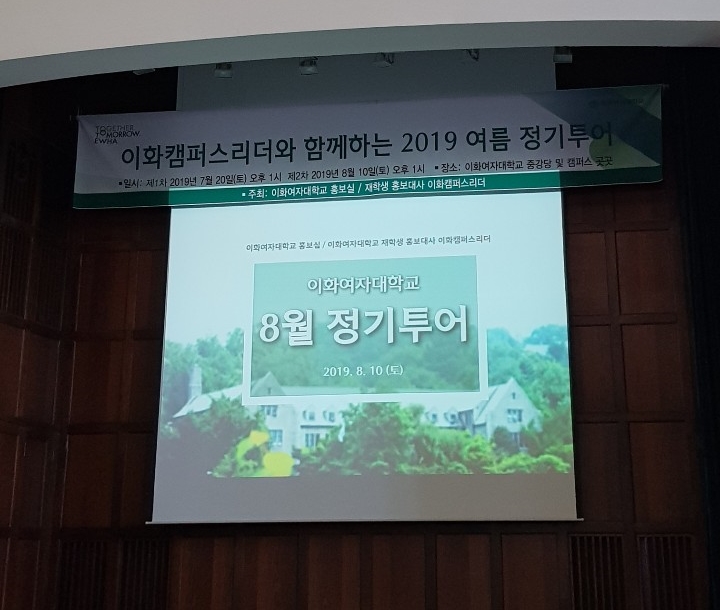 TOGETHER
TOMORROW
EWHA
이화캠퍼스리더와 함께하는 2019 여름 정기투어
▪일시: 제1차 2019년 7월 20일(토) 오후 1시 제2차 2019년 8월 10일(토) 오후 1시 ▪장소: 이화여자대학교 중강당 및 캠퍼스 곳곳
▪주최: 이화여자대학교 홍보실 / 재학생 홍보대사 이화캠퍼스리더
이화여자대학교 홍보실 / 이화여자대학교 재학생 홍보대사 이화캠퍼스리더
이화여자대학교
8월 정기투어
2019. 8. 10 (토)